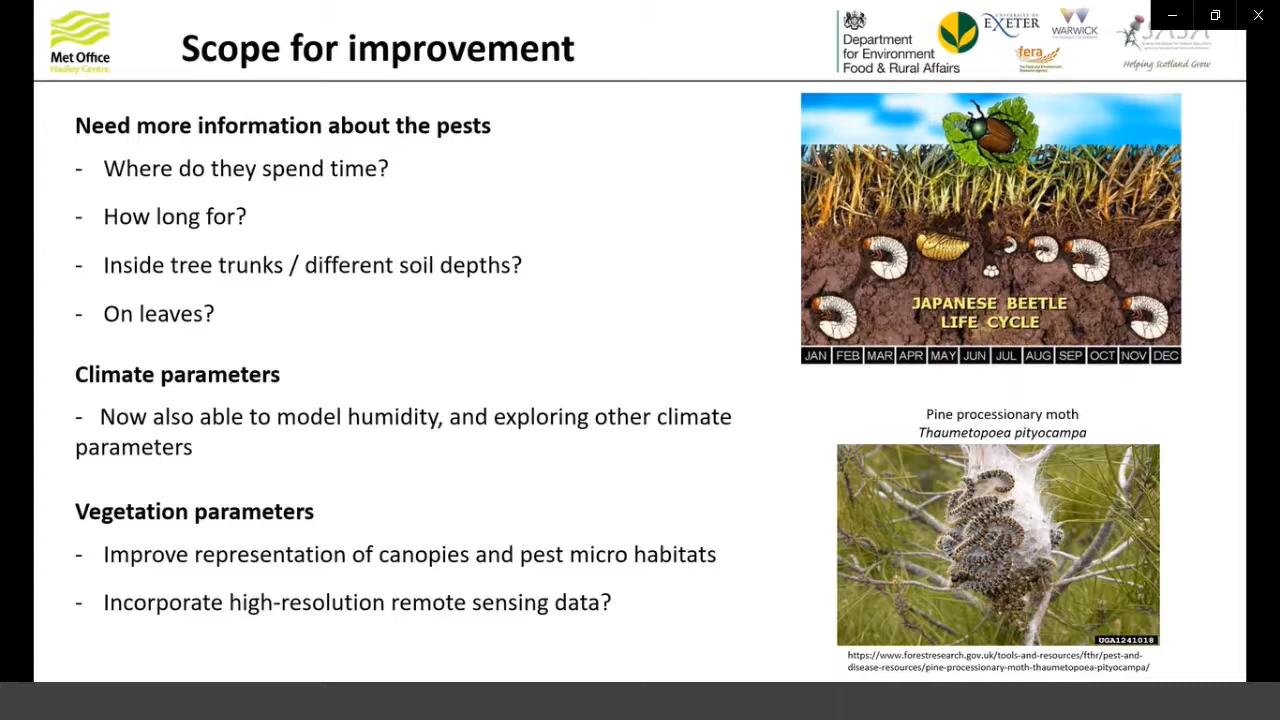 Met Office
Hadley Centre
Scope for improvement
Department
for Environment
Food & Rural Affairs
UNIVERSITY OF
EXETER
WARWICK
fera
SASA
Helping Scotland Grow
Need more information about the pests
- Where do they spend time?
- How long for?
- Inside tree trunks / different soil depths?
- On leaves?
Climate parameters
- Now also able to model humidity, and exploring other climate
parameters
Vegetation parameters
- Improve representation of canopies and pest micro habitats
- Incorporate high-resolution remote sensing data?
JAPANESE BEETLE
LIFE CYCLE
JAN FEB MAR APR MAY JUN JUL AUG SEP OCT NOV DEC
Pine processionary moth
Thaumetopoea pityocampa
UGA1241018
https://www.forestresearch.gov.uk/tools-and-resources/fthr/pest-and-
disease-resources/pine-processionary-moth-thaumetopoea-pityocampa/